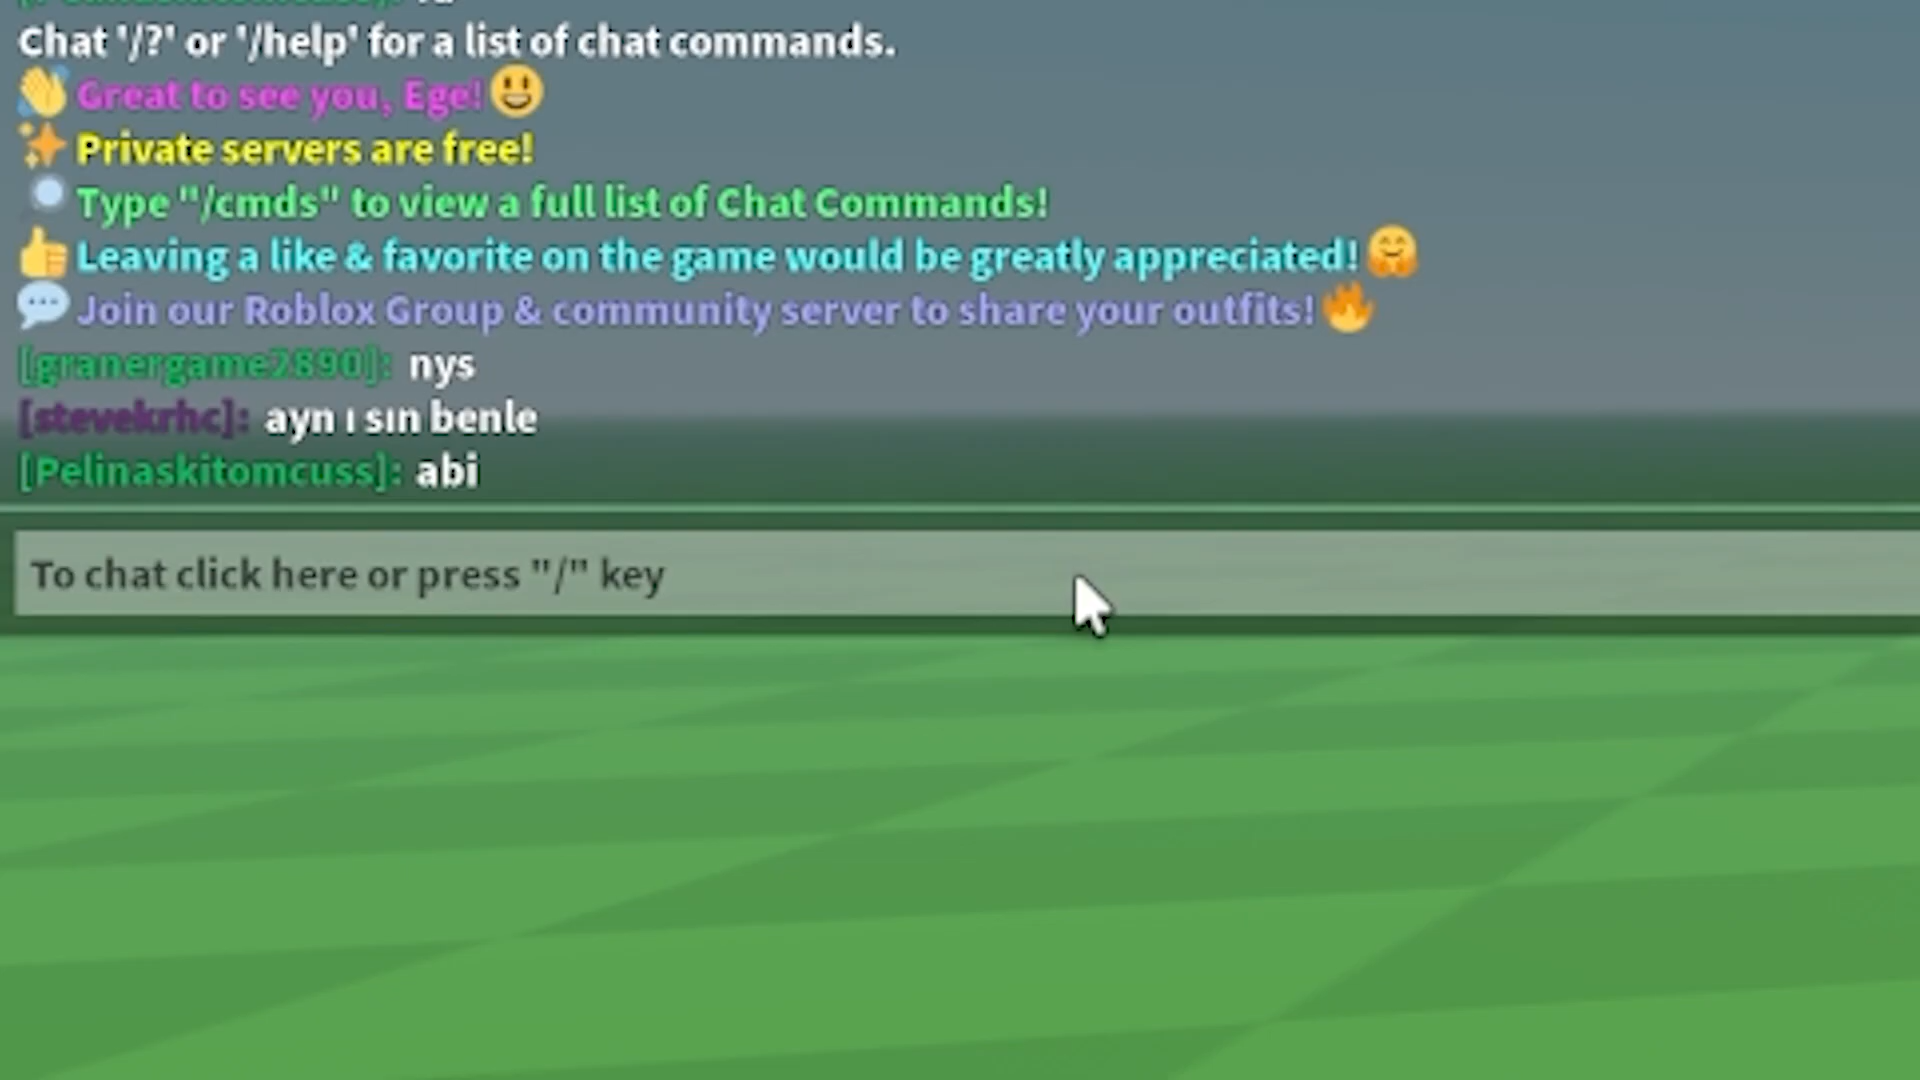 Chat '/?' or '/help' for a list of chat commands.
👋 Great to see you, Ege! 😃
✨ Private servers are free!
Type "/cmds" to view a full list of Chat Commands!
👍 Leaving a like & favorite on the game would be greatly appreciated! 🤗
💬 Join our Roblox Group & community server to share your outfits! 🔥
[granergame2890]: nys
[stevekrhc]: ayn ı sın benle
[Pelinaskitomcuss]: abi
To chat click here or press "/" key